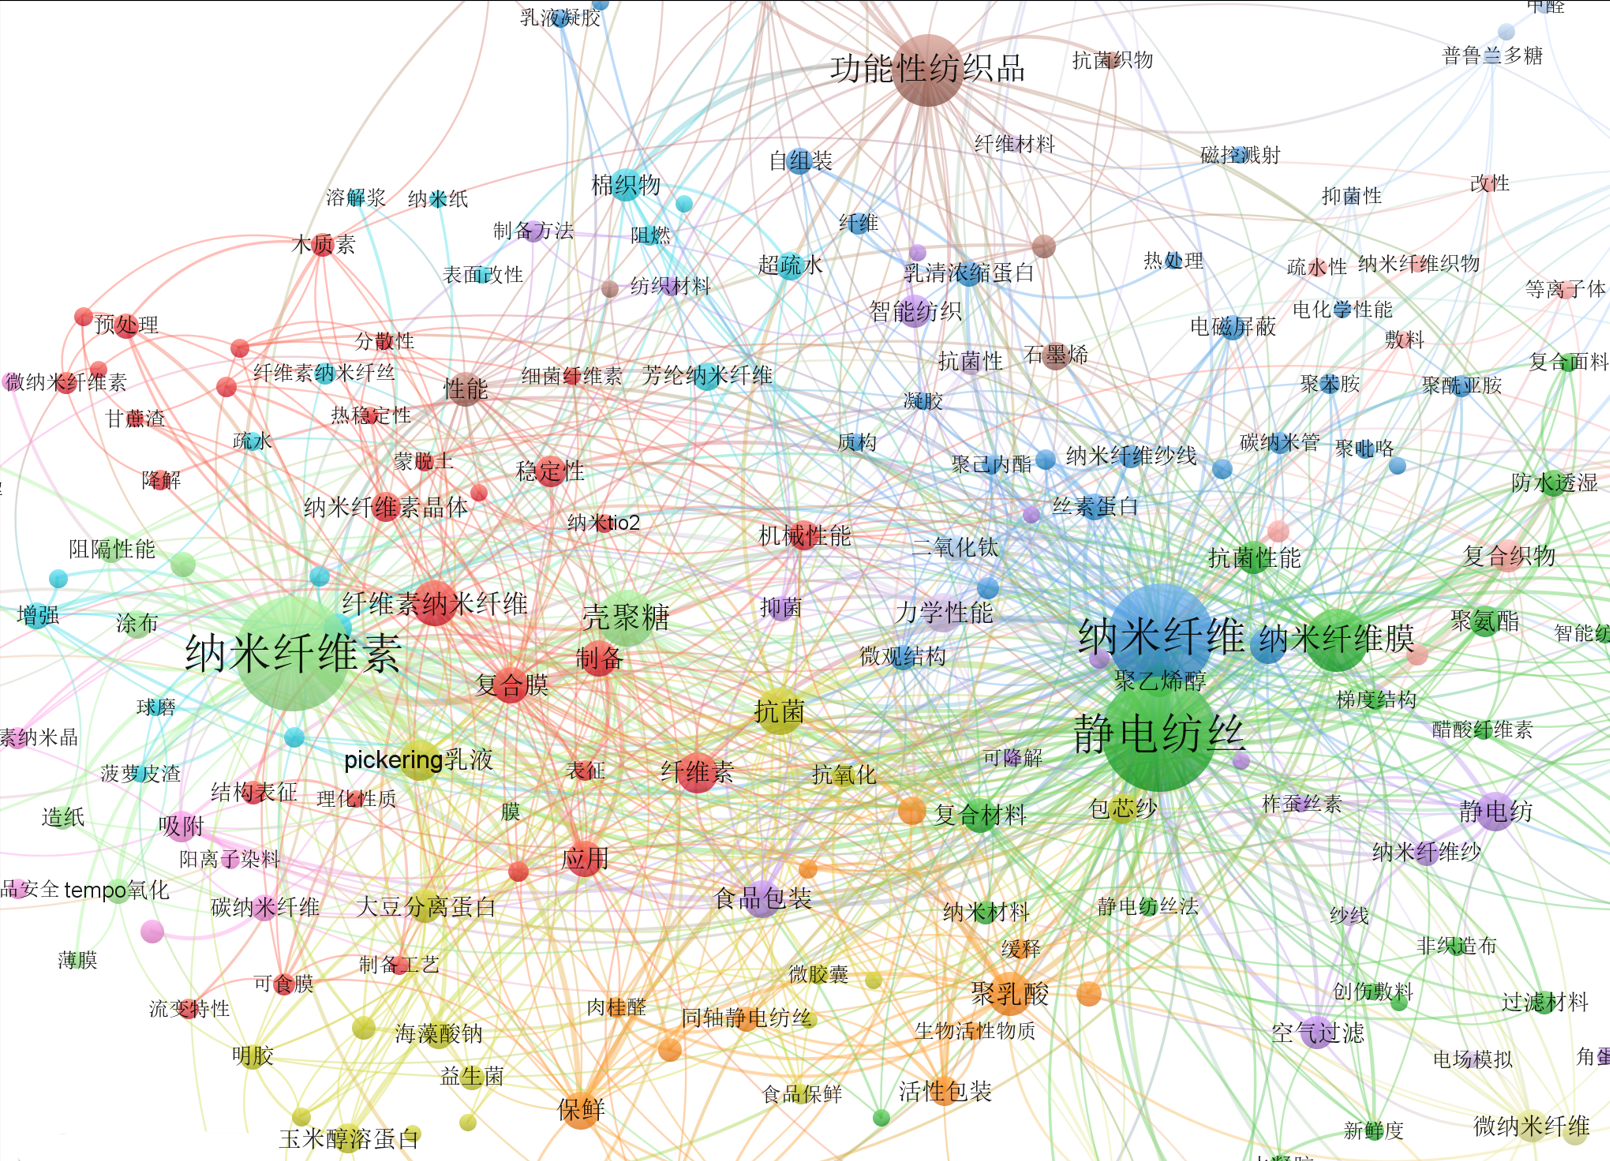 乳液凝胶
甲醛
功能性纺织品
抗菌织物
普鲁兰多糖
纤维材料
自组装
磁控溅射
棉织物
改性
溶解浆
纳米纸
抑菌性
制备方法
阻燃
纤维
木质素
表面改性
超疏水
乳清浓缩蛋白
热处理
疏水性
纳米纤维织物
纺织材料
等离子体
智能纺织
电化学性能
预处理
电磁屏蔽
分散性
敷料
抗菌性
石墨烯
复合面料
微纳米纤维素
纤维素纳米纤丝
性能
细菌纤维素
芳纶纳米纤维
聚苯胺
聚酰亚胺
凝胶
甘蔗渣
热稳定性
疏水
质构
碳纳米管
聚吡咯
蒙脱土
稳定性
聚己内酯
纳米纤维纱线
降解
防水透湿
纳米纤维素晶体
丝素蛋白
纳米tio2
机械性能
阻隔性能
二氧化钛
抗菌性能
复合织物
增强
涂布
纤维素纳米纤维
壳聚糖
抑菌
力学性能
聚氨酯
纳米纤维素
制备
微观结构
纳米纤维
纳米纤维膜
智能纺
复合膜
聚乙烯醇
球磨
抗菌
梯度结构
素纳米晶
静电纺丝
醋酸纤维素
pickering乳液
菠萝皮渣
表征
纤维素
抗氧化
可降解
结构表征
理化性质
造纸
吸附
膜
复合材料
包芯纱
柞蚕丝素
静电纺
阳离子染料
应用
纳米纤维纱
品安全
tempo氧化
碳纳米纤维
大豆分离蛋白
食品包装
纳米材料
静电纺丝法
纱线
缓释
非织造布
薄膜
制备工艺
可食膜
微胶囊
聚乳酸
创伤敷料
流变特性
肉桂醛
同轴静电纺丝
生物活性物质
空气过滤
过滤材料
海藻酸钠
明胶
益生菌
食品保鲜
活性包装
电场模拟
保鲜
玉米醇溶蛋白
新鲜度
微纳米纤维